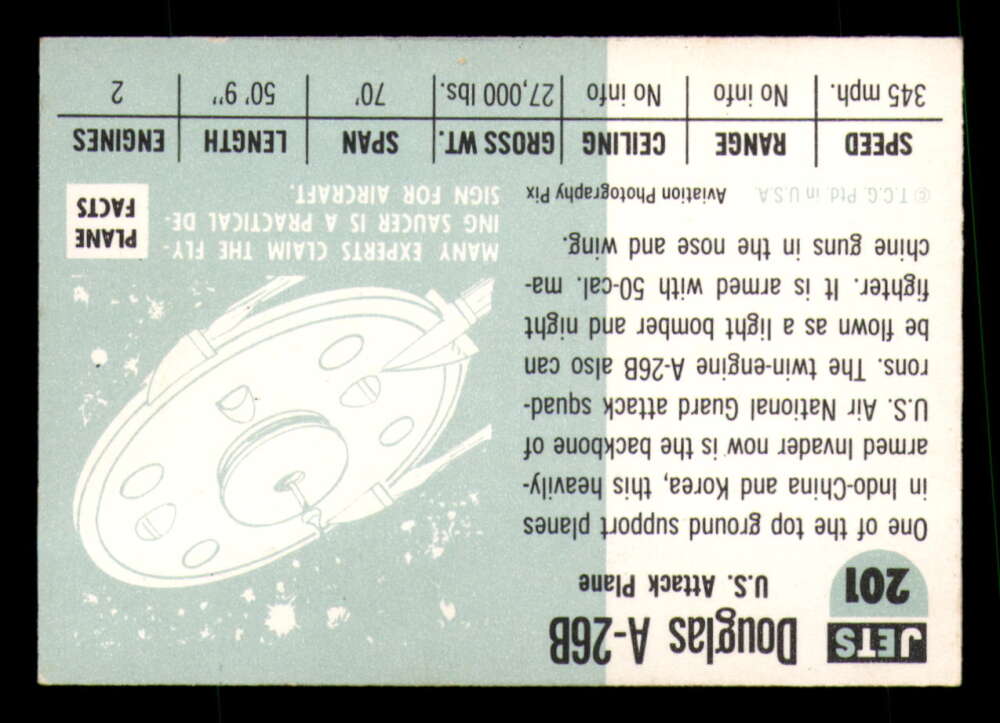 JETS
201
Douglas A-26B
U.S. Attack Plane
One of the top ground support planes
in Indo-China and Korea, this heavily-
armed Invader now is the backbone of
U.S. Air National Guard attack squad-
rons. The twin-engine A-26B also can
be flown as a light bomber and night
fighter. It is armed with 50-cal. ma-
chine guns in the nose and wing.
© T.C.G. Ptd in U.S.A. Aviation Photography Pix
MANY EXPERTS CLAIM THE FLY-
ING SAUCER IS A PRACTICAL DE-
SIGN FOR AIRCRAFT.
PLANE
FACTS
SPEED RANGE CEILING GROSS WT. SPAN LENGTH ENGINES
345 mph. No info No info 27,000 lbs. 70' 50' 9" 2